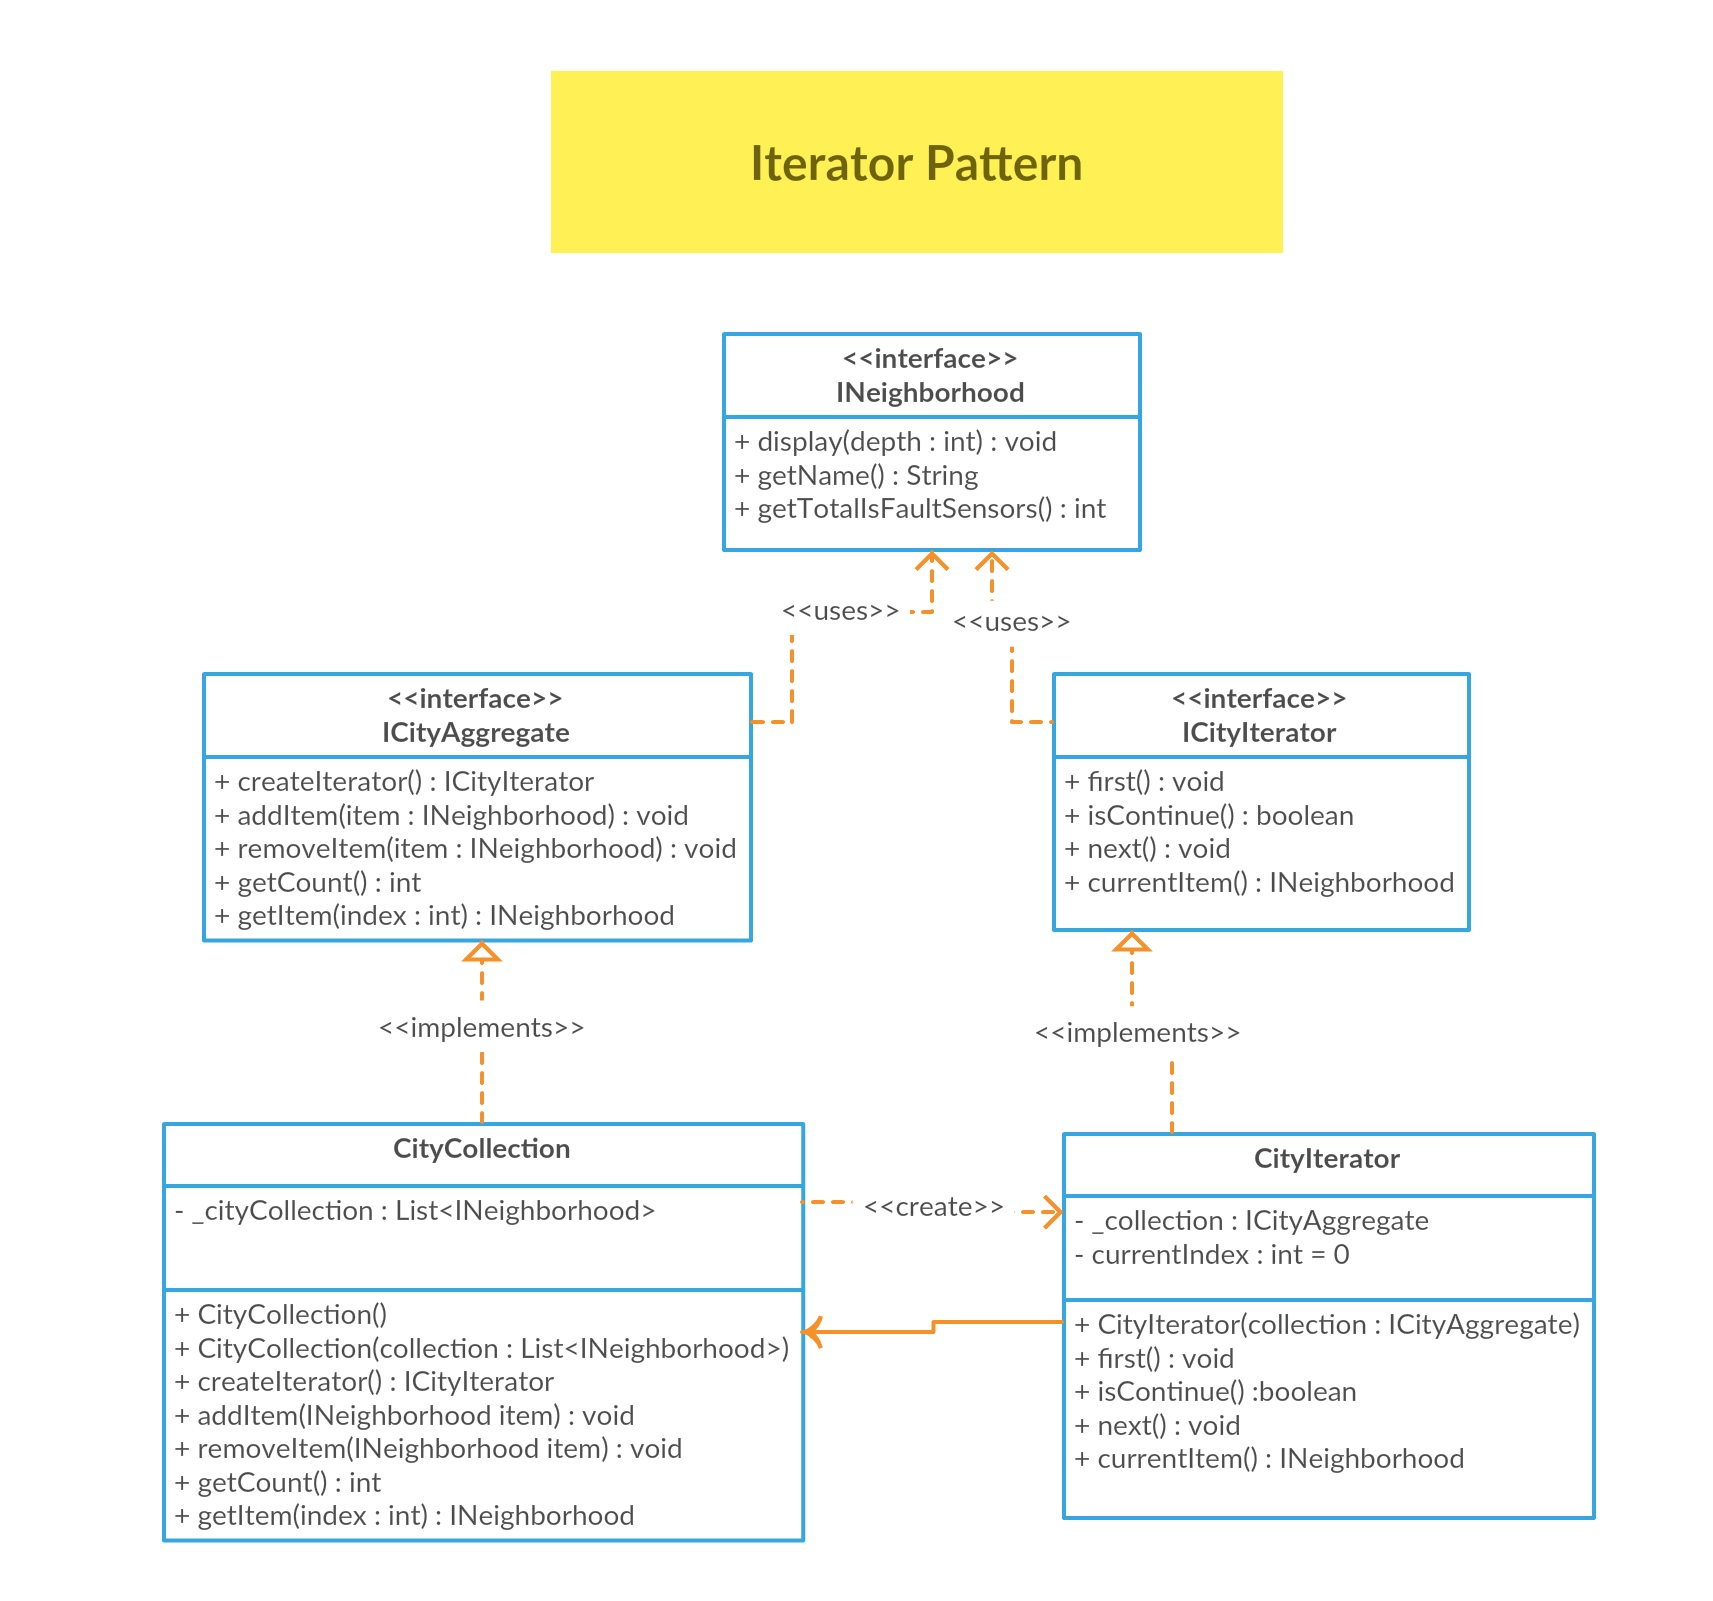 Iterator Pattern
<<interface>>
INeighborhood
+ display(depth : int) : void
+ getName() : String
+ getTotalIsFaultSensors() : int
<<uses>>
<<uses>>
<<interface>>
ICityAggregate
+ createIterator() : ICityIterator
+ addItem(item : INeighborhood) : void
+ removeItem(item : INeighborhood) : void
+ getCount() : int
+ getItem(index : int) : INeighborhood
<<interface>>
ICityIterator
+ first() : void
+ isContinue() : boolean
+ next() : void
+ currentItem() : INeighborhood
<<implements>>
<<implements>>
CityCollection
- _cityCollection : List<INeighborhood>
+ CityCollection()
+ CityCollection(collection : List<INeighborhood>)
+ createIterator() : ICityIterator
+ addItem(INeighborhood item) : void
+ removeItem(INeighborhood item) : void
+ getCount() : int
+ getItem(index : int) : INeighborhood
<<create>>
CityIterator
- _collection : ICityAggregate
- currentIndex : int = 0
+ CityIterator(collection : ICityAggregate)
+ first() : void
+ isContinue() :boolean
+ next() : void
+ currentItem() : INeighborhood